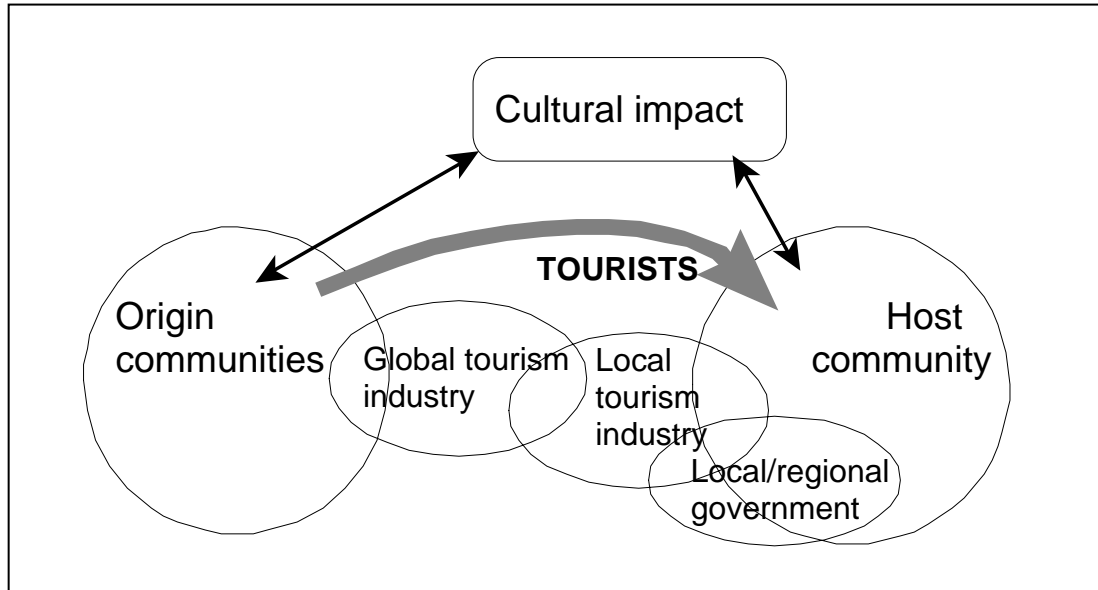 Cultural impact
TOURISTS
Origin
communities
Global tourism
industry
Local
tourism
industry
Host
community
Local/regional
government